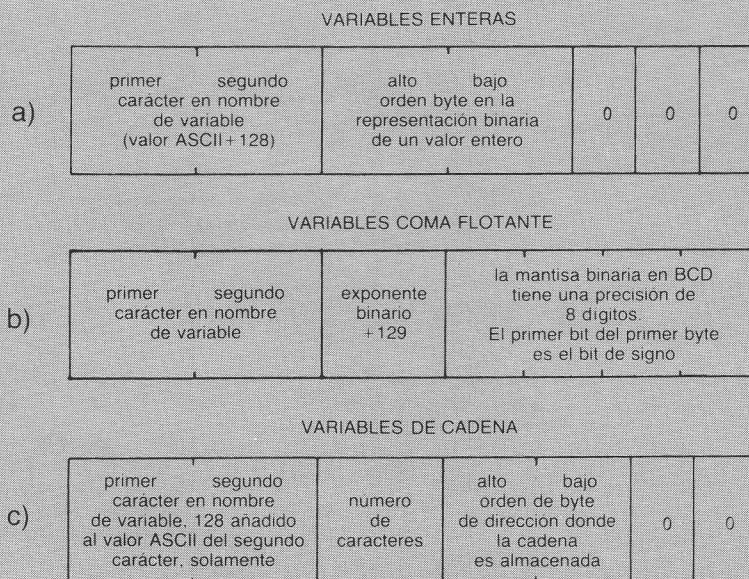 VARIABLES ENTERAS
a)
primer segundo
carácter en nombre
de variable
(valor ASCII+128)
alto bajo
orden byte en la
representación binaria
de un valor entero
0
0
0
VARIABLES COMA FLOTANTE
b)
primer segundo
carácter en nombre
de variable
exponente
binario
+129
la mantisa binaria en BCD
tiene una precisión de
8 dígitos.
El primer bit del primer byte
es el bit de signo
VARIABLES DE CADENA
c)
primer segundo
carácter en nombre
de variable, 128 añadido
al valor ASCII del segundo
carácter, solamente
número
de
caracteres
alto bajo
orden de byte
de dirección donde
la cadena
es almacenada
0
0